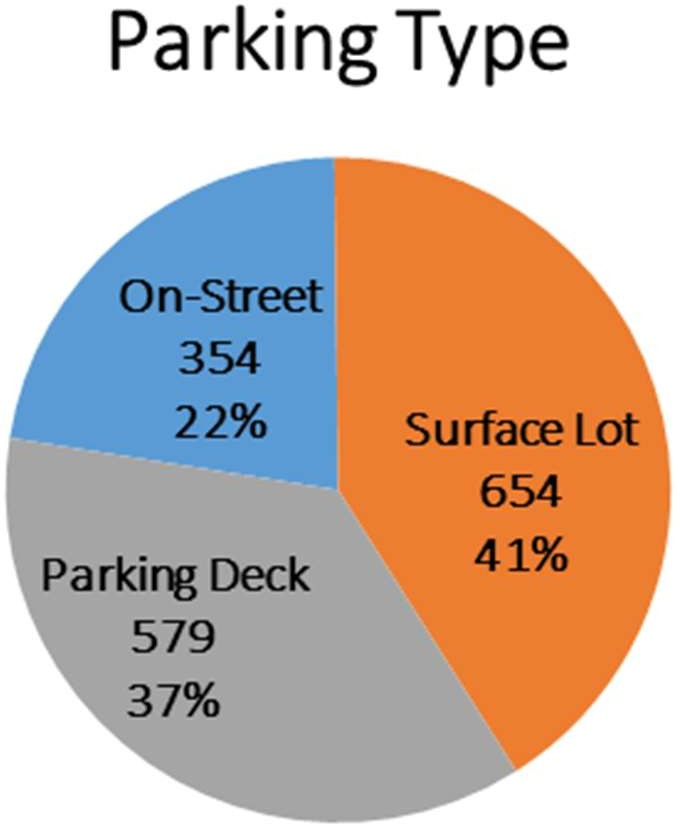 Parking Type
On-Street
354
22%
Surface Lot
654
41%
Parking Deck
579
37%